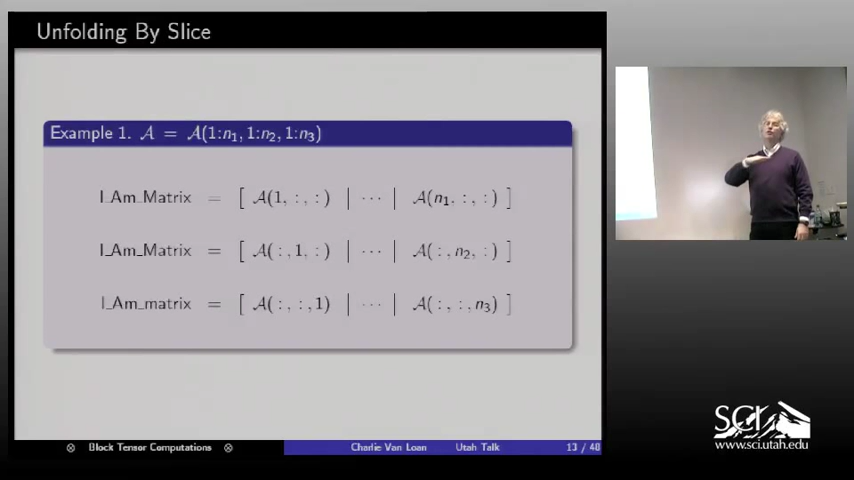 Unfolding By Slice
Example 1. 𝒜 = 𝒜(1:n₁, 1:n₂, 1:n₃)
I_Am_Matrix = [ 𝒜(1, :, :) | ⋯ | 𝒜(n₁, :, :) ]
I_Am_Matrix = [ 𝒜(:, 1, :) | ⋯ | 𝒜(:, n₂, :) ]
I_Am_matrix = [ 𝒜(:, :, 1) | ⋯ | 𝒜(:, :, n₃) ]
⊗ Block Tensor Computations ⊗ Charlie Van Loan Utah Talk 13 / 40
SCI
www.sci.utah.edu